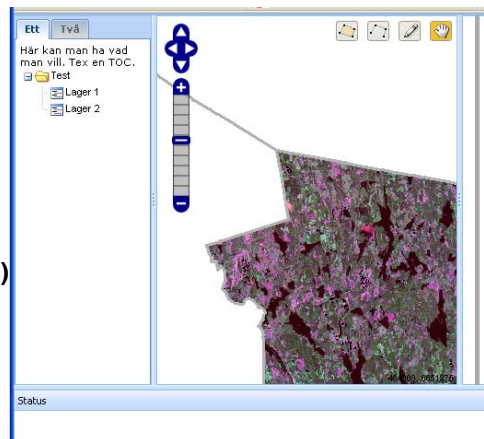 Ett Två
Här kan man ha vad
man vill. Tex en TOC.
Test
Lager 1
Lager 2
)
Status